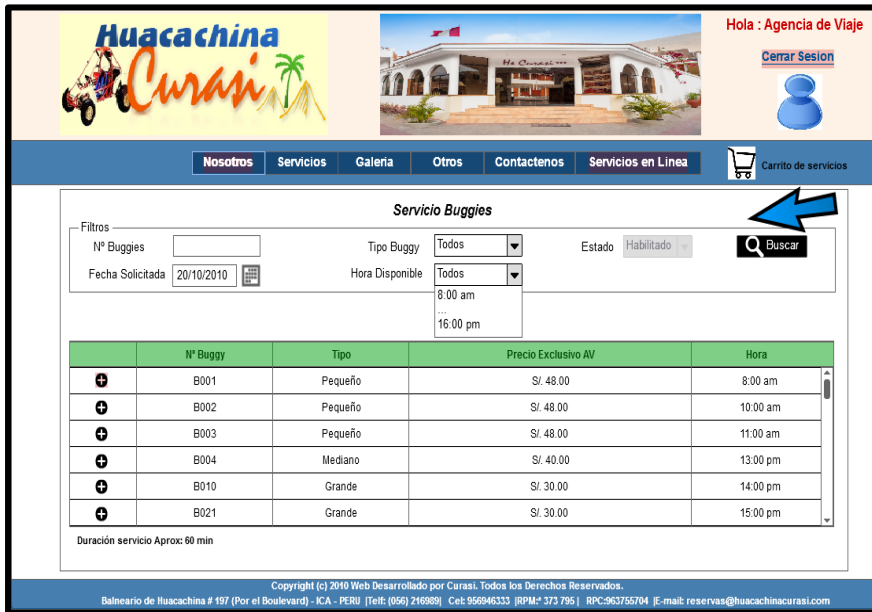 Huacachina
Curasi
Hs Curasi ***
Hola : Agencia de Viaje
Cerrar Sesion
Nosotros Servicios Galeria Otros Contactenos Servicios en Linea Carrito de servicios
Servicio Buggies
Filtros
Nº Buggies Tipo Buggy Todos Estado Habilitado Buscar
Fecha Solicitada 20/10/2010 Hora Disponible Todos
8:00 am
...
16:00 pm
Nº Buggy Tipo Precio Exclusivo AV Hora
B001 Pequeño S/. 48.00 8:00 am
B002 Pequeño S/. 48.00 10:00 am
B003 Pequeño S/. 48.00 11:00 am
B004 Mediano S/. 40.00 13:00 pm
B010 Grande S/. 30.00 14:00 pm
B021 Grande S/. 30.00 15:00 pm
Duración servicio Aprox: 60 min
Copyright (c) 2010 Web Desarrollado por Curasi. Todos los Derechos Reservados.
Balneario de Huacachina # 197 (Por el Boulevard) - ICA - PERU |Telf: (056) 216989| Cel: 956946333 |RPM:* 373 795 | RPC:963755704 |E-mail: reservas@huacachinacurasi.com